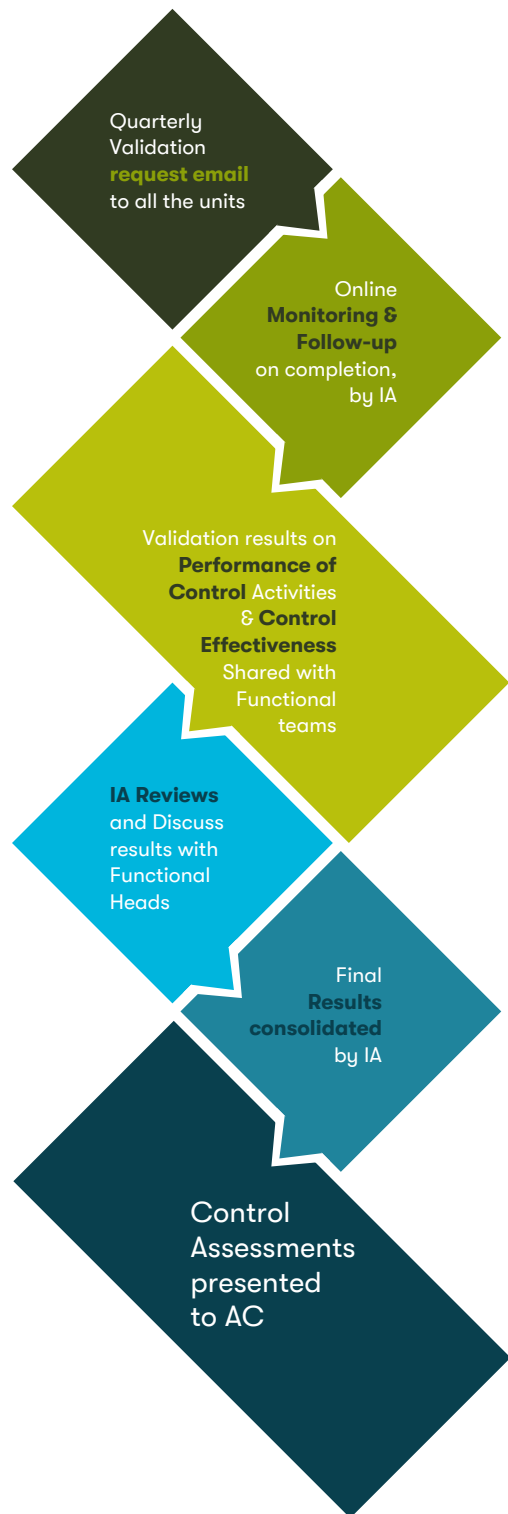 Quarterly
Validation
request email
to all the units
Online
Monitoring &
Follow-up
on completion,
by IA
Validation results on
Performance of
Control Activities
& Control
Effectiveness
Shared with
Functional
teams
IA Reviews
and Discuss
results with
Functional
Heads
Final
Results
consolidated
by IA
Control
Assessments
presented
to AC